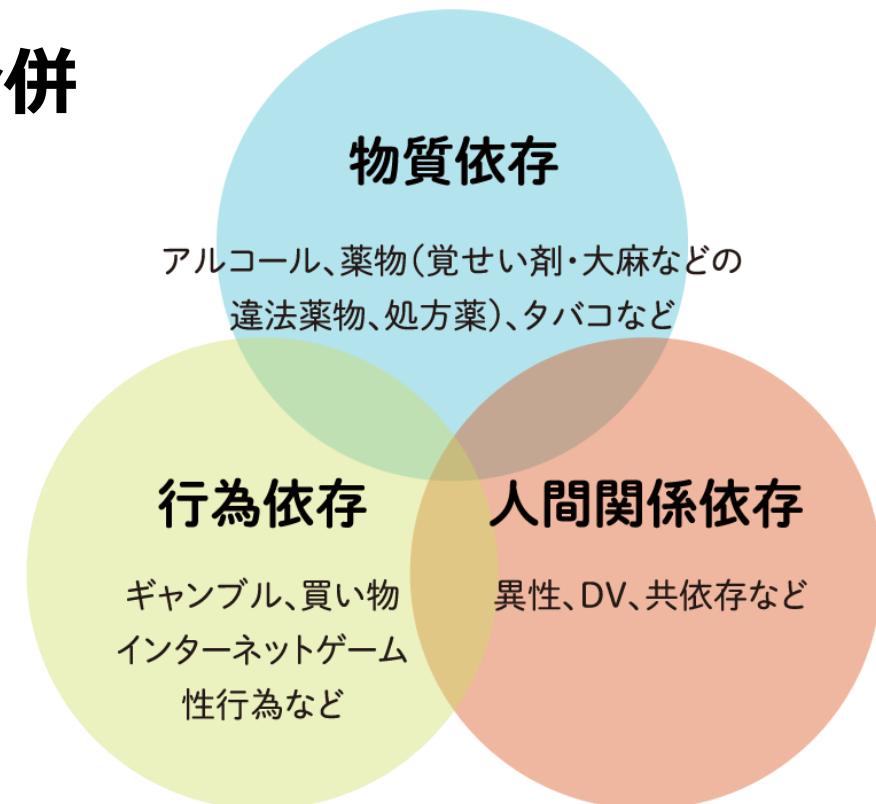 併
物質依存
アルコール、薬物(覚せい剤・大麻などの
違法薬物、処方薬)、タバコなど
行為依存
ギャンブル、買い物
インターネットゲーム
性行為など
人間関係依存
異性、DV、共依存など